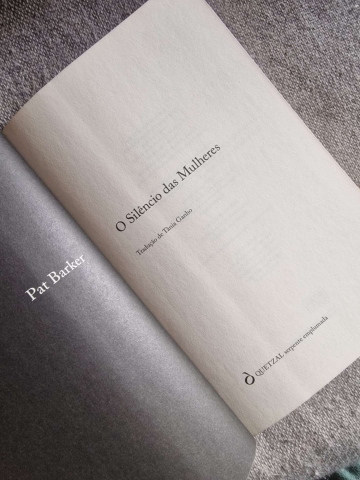 Pat Barker
O Silêncio das Mulheres
Tradução de Tânia Ganho
QUETZAL serpente emplumada